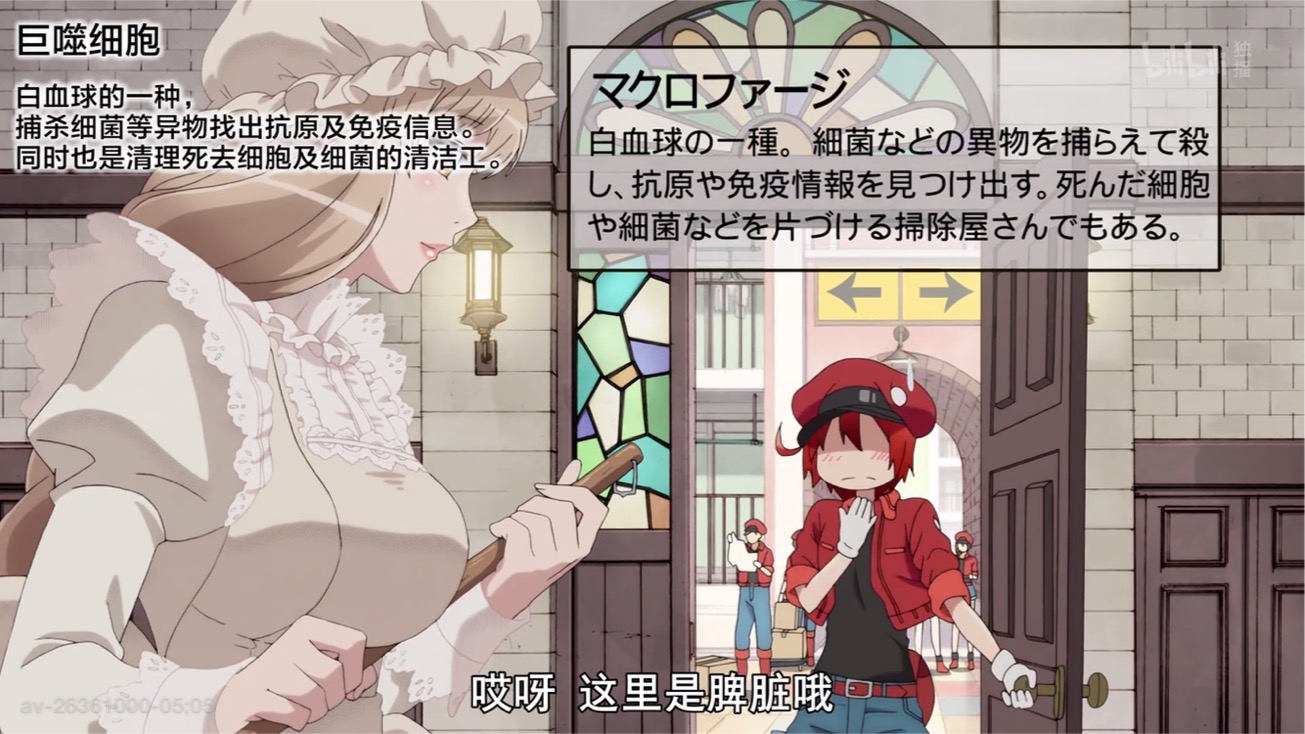 巨噬细胞
白血球的一种，
捕杀细菌等异物找出抗原及免疫信息。
同时也是清理死去细胞及细菌的清洁工。
マクロファージ
白血球の一種。細菌などの異物を捕らえて殺
し、抗原や免疫情報を見つけ出す。死んだ細胞
や細菌などを片づける掃除屋さんでもある。
bilibili
独播
哎呀 这里是脾脏哦
av-26361000-05:05